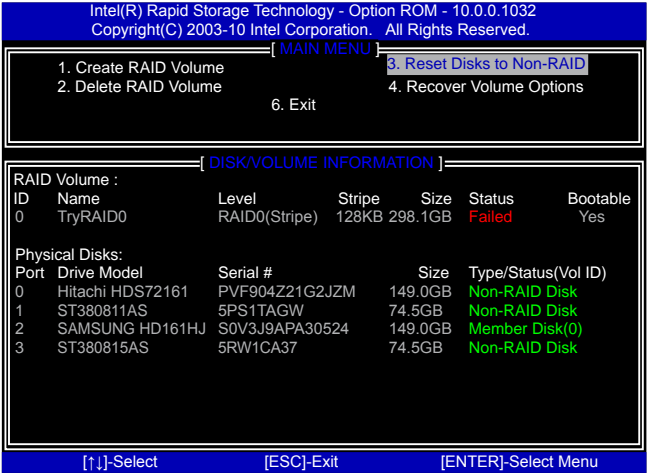 Intel(R) Rapid Storage Technology - Option ROM - 10.0.0.1032
Copyright(C) 2003-10 Intel Corporation. All Rights Reserved.
[ MAIN MENU ]
1. Create RAID Volume 3. Reset Disks to Non-RAID
2. Delete RAID Volume 4. Recover Volume Options
6. Exit
[ DISK/VOLUME INFORMATION ]
RAID Volume :
ID Name Level Stripe Size Status Bootable
0 TryRAID0 RAID0(Stripe) 128KB 298.1GB Failed Yes
Physical Disks:
Port Drive Model Serial # Size Type/Status(Vol ID)
0 Hitachi HDS72161 PVF904Z21G2JZM 149.0GB Non-RAID Disk
1 ST380811AS 5PS1TAGW 74.5GB Non-RAID Disk
2 SAMSUNG HD161HJ S0V3J9APA30524 149.0GB Member Disk(0)
3 ST380815AS 5RW1CA37 74.5GB Non-RAID Disk
[↑↓]-Select [ESC]-Exit [ENTER]-Select Menu